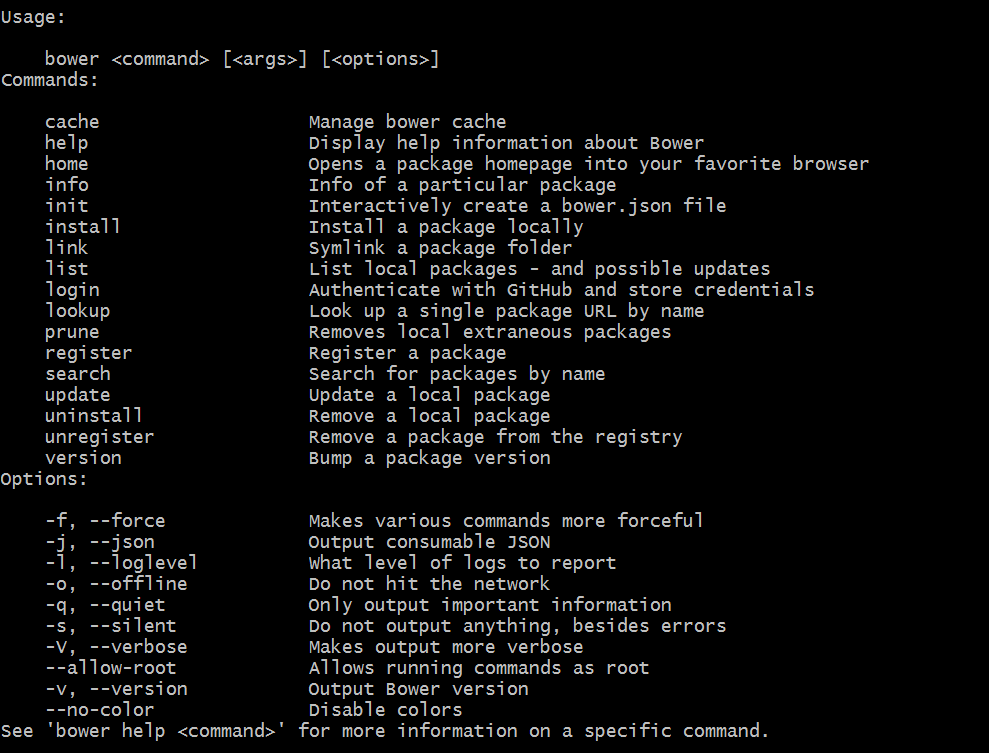 Usage:
bower <command> [<args>] [<options>]
Commands:
cache Manage bower cache
help Display help information about Bower
home Opens a package homepage into your favorite browser
info Info of a particular package
init Interactively create a bower.json file
install Install a package locally
link Symlink a package folder
list List local packages - and possible updates
login Authenticate with GitHub and store credentials
lookup Look up a single package URL by name
prune Removes local extraneous packages
register Register a package
search Search for packages by name
update Update a local package
uninstall Remove a local package
unregister Remove a package from the registry
version Bump a package version
Options:
-f, --force Makes various commands more forceful
-j, --json Output consumable JSON
-l, --loglevel What level of logs to report
-o, --offline Do not hit the network
-q, --quiet Only output important information
-s, --silent Do not output anything, besides errors
-V, --verbose Makes output more verbose
--allow-root Allows running commands as root
-v, --version Output Bower version
--no-color Disable colors
See 'bower help <command>' for more information on a specific command.